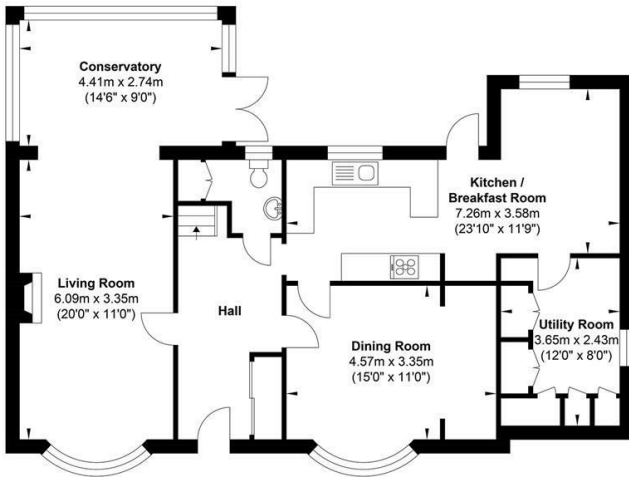 Conservatory
4.41m x 2.74m
(14'6" x 9'0")
Kitchen /
Breakfast Room
7.26m x 3.58m
(23'10" x 11'9")
Living Room
6.09m x 3.35m
(20'0" x 11'0")
Hall
Dining Room
4.57m x 3.35m
(15'0" x 11'0")
Utility Room
3.65m x 2.43m
(12'0" x 8'0")